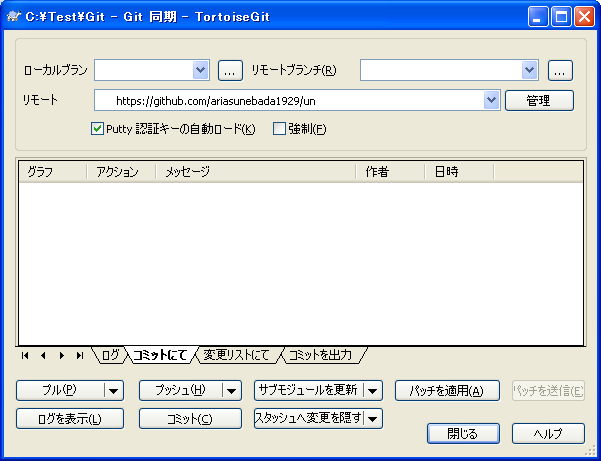 C:¥Test¥Git - Git 同期 - TortoiseGit
ローカルブラン ... リモートブランチ(R) ...
リモート https://github.com/ariasunebada1929/un 管理
Putty 認証キーの自動ロード(K) 強制(F)
グラフ アクション メッセージ 作者 日時
ログ コミットにて 変更リストにて コミットを出力
プル(P) プッシュ(H) サブモジュールを更新 パッチを適用(A) パッチを送信(E)
ログを表示(L) コミット(C) スタッシュへ変更を隠す
閉じる ヘルプ